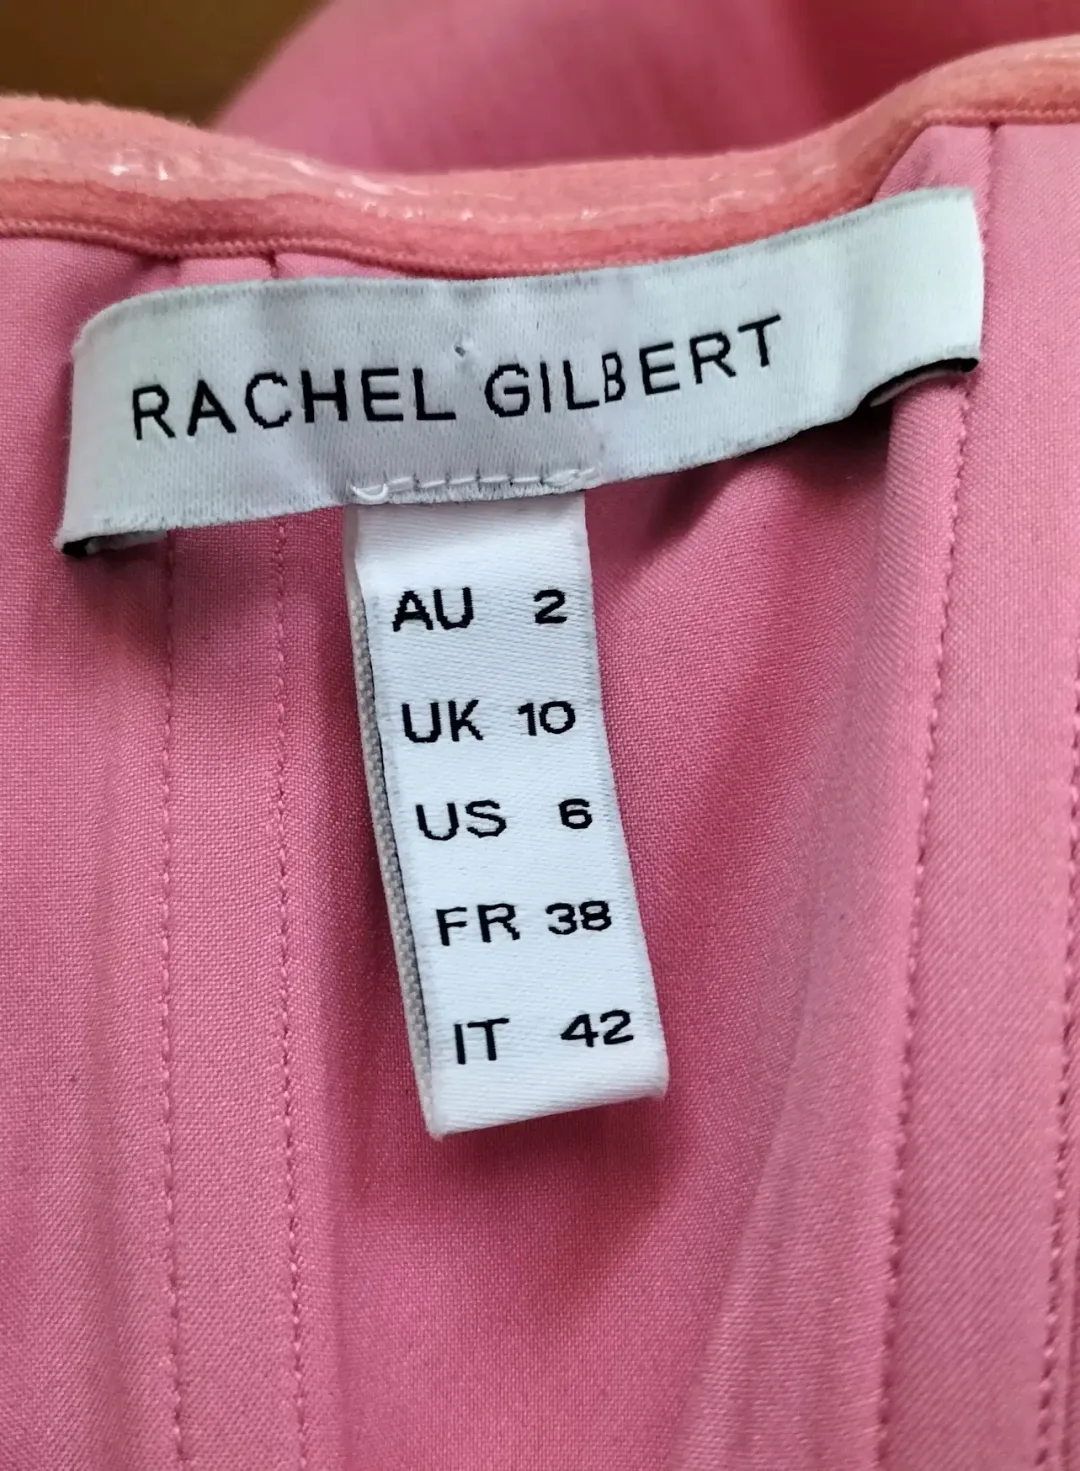 RACHEL GILBERT
AU 2
UK 10
US 6
FR 38
IT 42